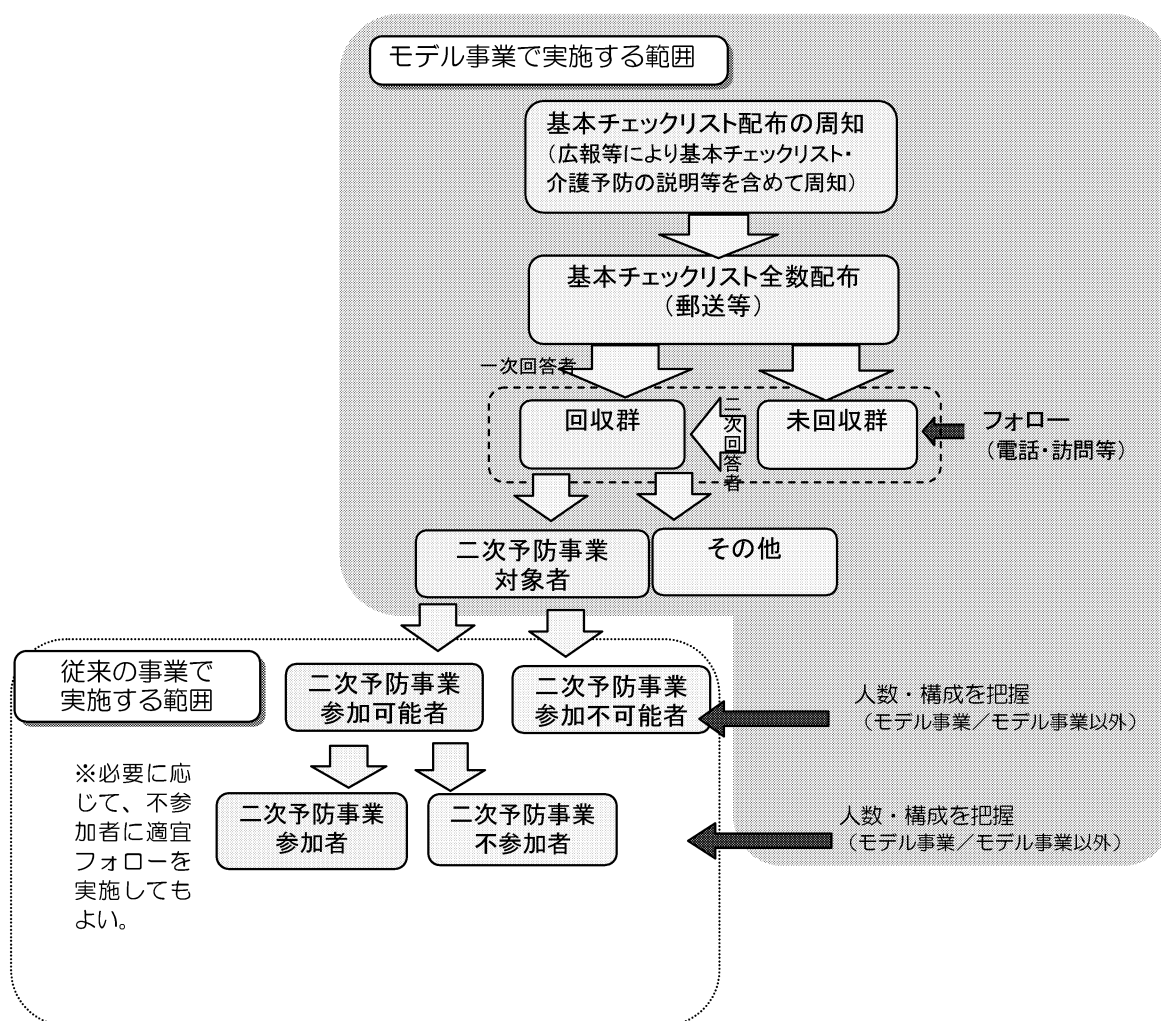 モデル事業で実施する範囲
基本チェックリスト配布の周知
（広報等により基本チェックリスト・
介護予防の説明等を含めて周知）
基本チェックリスト全数配布
（郵送等）
一次回答者
回収群
二次回答者
未回収群
フォロー
（電話・訪問等）
二次予防事業
対象者
その他
従来の事業で
実施する範囲
二次予防事業
参加可能者
二次予防事業
参加不可能者
人数・構成を把握
（モデル事業／モデル事業以外）
※必要に応
じて、不参
加者に適宜
フォローを
実施しても
よい。
二次予防事業
参加者
二次予防事業
不参加者
人数・構成を把握
（モデル事業／モデル事業以外）